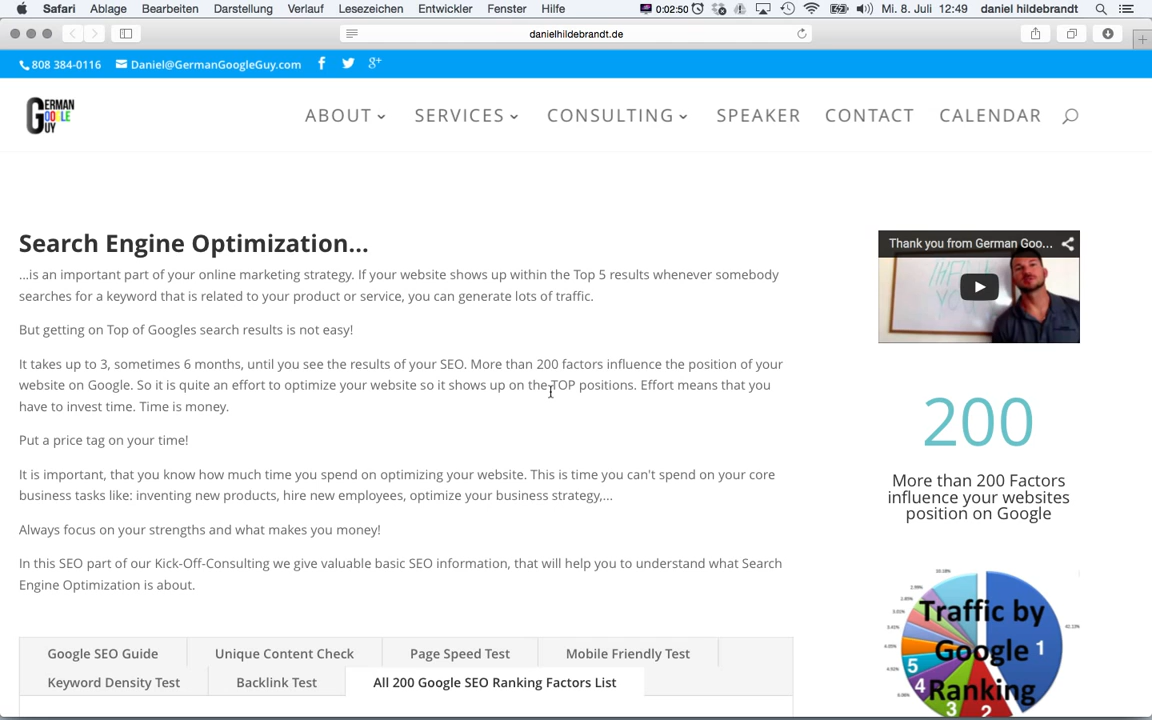 Safari Ablage Bearbeiten Darstellung Verlauf Lesezeichen Entwickler Fenster Hilfe 0:02:50 Mi. 8. Juli 12:49 daniel hildebrandt
danielhildebrandt.de
808 384-0116 Daniel@GermanGoogleGuy.com
GERMAN
GOOGLE
GUY
ABOUT SERVICES CONSULTING SPEAKER CONTACT CALENDAR
Search Engine Optimization...
...is an important part of your online marketing strategy. If your website shows up within the Top 5 results whenever somebody
searches for a keyword that is related to your product or service, you can generate lots of traffic.
But getting on Top of Googles search results is not easy!
It takes up to 3, sometimes 6 months, until you see the results of your SEO. More than 200 factors influence the position of your
website on Google. So it is quite an effort to optimize your website so it shows up on the TOP positions. Effort means that you
have to invest time. Time is money.
Put a price tag on your time!
It is important, that you know how much time you spend on optimizing your website. This is time you can't spend on your core
business tasks like: inventing new products, hire new employees, optimize your business strategy,...
Always focus on your strengths and what makes you money!
In this SEO part of our Kick-Off-Consulting we give valuable basic SEO information, that will help you to understand what Search
Engine Optimization is about.
Google SEO Guide Unique Content Check Page Speed Test Mobile Friendly Test
Keyword Density Test Backlink Test All 200 Google SEO Ranking Factors List
Thank you from German Goo...
200
More than 200 Factors
influence your websites
position on Google
Traffic by
Google 1
5
4 Ranking
3 2